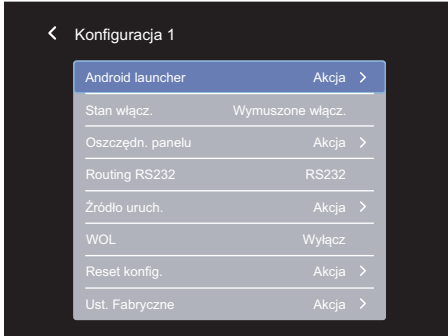 Konfiguracja 1
Android launcher Akcja
Stan włącz. Wymuszone włącz.
Oszczędn. panelu Akcja
Routing RS232 RS232
Źródło uruch. Akcja
WOL Wyłącz
Reset konfig. Akcja
Ust. Fabryczne Akcja